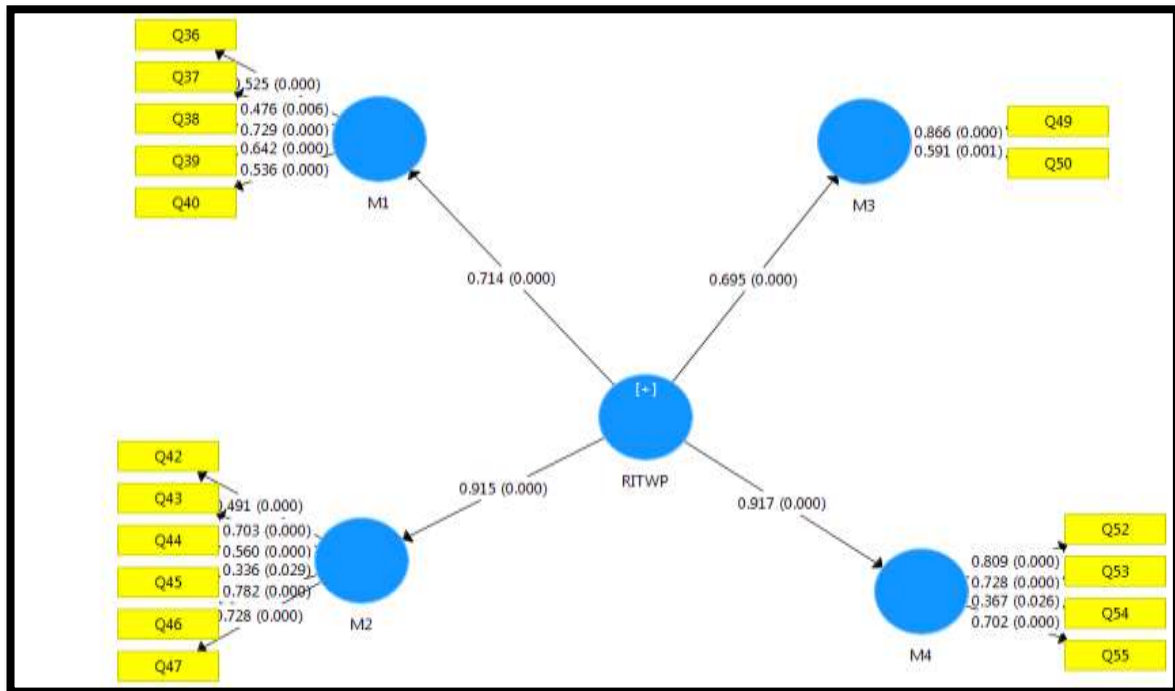 Q36
Q37
Q38
Q39
Q40
0.525 (0.000)
0.476 (0.006)
0.729 (0.000)
0.642 (0.000)
0.536 (0.000)
M1
0.866 (0.000)
0.591 (0.001)
Q49
Q50
M3
0.714 (0.000)
0.695 (0.000)
[+]
RITWP
0.915 (0.000)
0.917 (0.000)
Q42
Q43
Q44
Q45
Q46
Q47
0.491 (0.000)
0.703 (0.000)
0.560 (0.000)
0.336 (0.029)
0.782 (0.000)
0.728 (0.000)
M2
0.809 (0.000)
0.728 (0.000)
0.367 (0.026)
0.702 (0.000)
Q52
Q53
Q54
Q55
M4